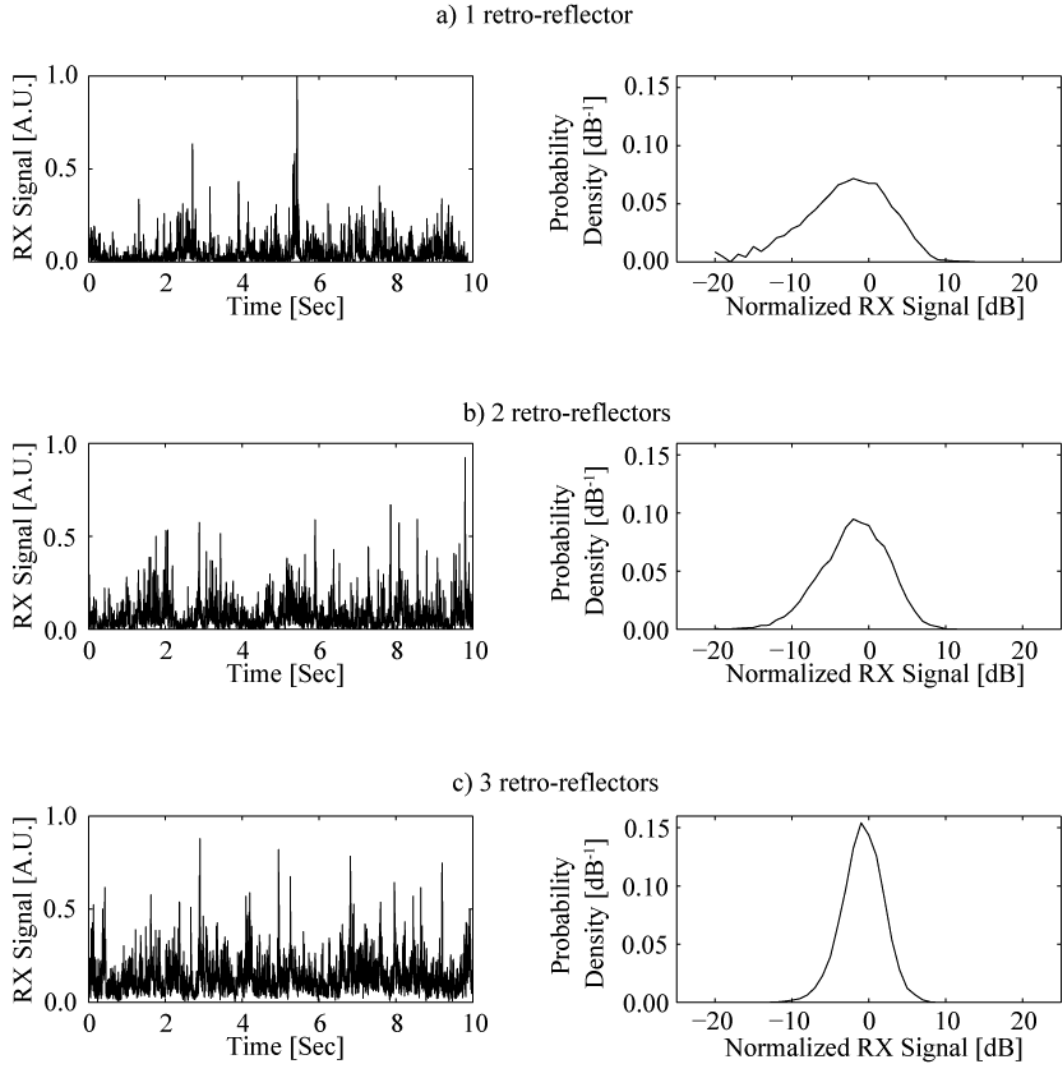 a) 1 retro-reflector
RX Signal [A.U.]
1.0
0.5
0.0
0 2 4 6 8 10
Time [Sec]
Probability
Density [dB-1]
0.15
0.10
0.05
0.00
−20 −10 0 10 20
Normalized RX Signal [dB]
b) 2 retro-reflectors
RX Signal [A.U.]
1.0
0.5
0.0
0 2 4 6 8 10
Time [Sec]
Probability
Density [dB-1]
0.15
0.10
0.05
0.00
−20 −10 0 10 20
Normalized RX Signal [dB]
c) 3 retro-reflectors
RX Signal [A.U.]
1.0
0.5
0.0
0 2 4 6 8 10
Time [Sec]
Probability
Density [dB-1]
0.15
0.10
0.05
0.00
−20 −10 0 10 20
Normalized RX Signal [dB]